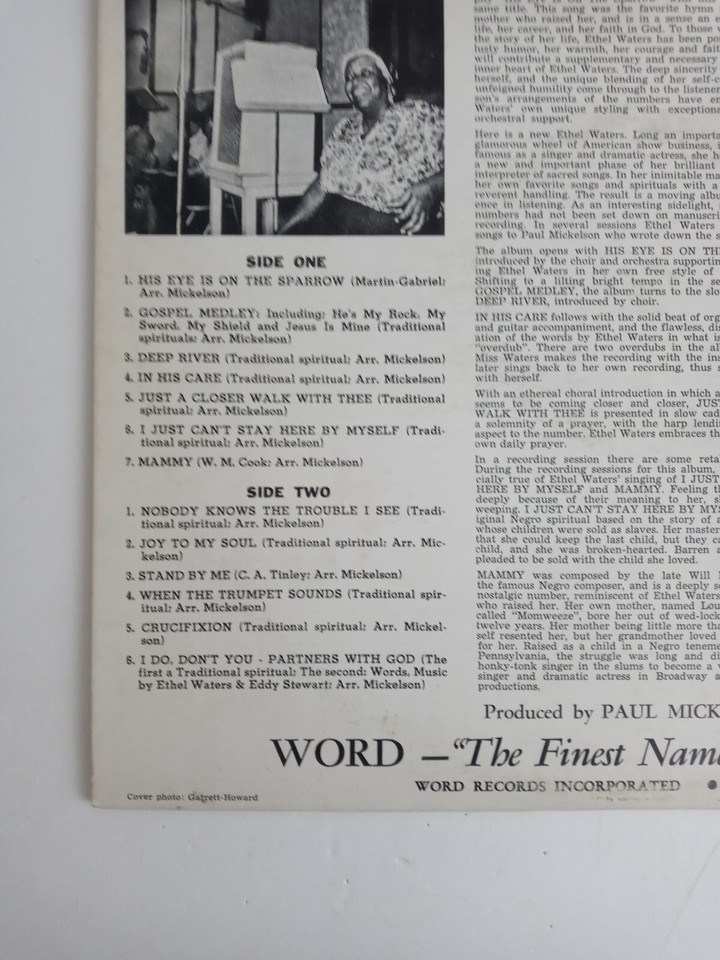 SIDE ONE
1. HIS EYE IS ON THE SPARROW (Martin-Gabriel;
Arr. Mickelson)
2. GOSPEL MEDLEY: Including: He's My Rock, My
Sword, My Shield and Jesus Is Mine (Traditional
spirituals: Arr. Mickelson)
3. DEEP RIVER (Traditional spiritual: Arr. Mickelson)
4. IN HIS CARE (Traditional spiritual: Arr. Mickelson)
5. JUST A CLOSER WALK WITH THEE (Traditional
spiritual: Arr. Mickelson)
6. I JUST CAN'T STAY HERE BY MYSELF (Tradi-
tional spiritual: Arr. Mickelson)
7. MAMMY (W. M. Cook: Arr. Mickelson)
SIDE TWO
1. NOBODY KNOWS THE TROUBLE I SEE (Tradi-
tional spiritual: Arr. Mickelson)
2. JOY TO MY SOUL (Traditional spiritual: Arr. Mic-
kelson)
3. STAND BY ME (C. A. Tinley: Arr. Mickelson)
4. WHEN THE TRUMPET SOUNDS (Traditional spir-
itual: Arr. Mickelson)
5. CRUCIFIXION (Traditional spiritual: Arr. Mickel-
son)
6. I DO, DON'T YOU - PARTNERS WITH GOD (The
first a Traditional spiritual: The second: Words, Music
by Ethel Waters & Eddy Stewart: Arr. Mickelson)
same title. This song was the favorite hymn
mother who raised her, and is in a sense an
life, her career, and her faith in God. To those
the story of her life, Ethel Waters has been
lusty humor, her warmth, her courage and
will contribute a supplementary and necessary
inner heart of Ethel Waters. The deep sincerity
herself, and the unique blending of her
unfeigned humility come through to the listener
son's arrangements of the numbers have
Waters' own unique styling with
orchestral support.
Here is a new Ethel Waters. Long an
glamorous wheel of American show business,
famous as a singer and dramatic actress, she
a new and important phase of her brilliant
interpreter of sacred songs. In her inimitable
her own favorite songs and spirituals with a
reverent handling. The result is a moving
ence in listening. As an interesting sidelight,
numbers had not been set down on
recording. In several sessions Ethel Waters
songs to Paul Mickelson who wrote down the
The album opens with HIS EYE IS ON
introduced by the choir and orchestra
ing Ethel Waters in her own free style of
Shifting to a lilting bright tempo in the
GOSPEL MEDLEY, the album turns to the
DEEP RIVER, introduced by choir.
IN HIS CARE follows with the solid beat of
and guitar accompaniment, and the flawless,
ation of the words by Ethel Waters in what
"overdub". There are two overdubs in the
Miss Waters makes the recording with the
later sings back to her own recording, thus
with herself.
With an ethereal choral introduction in which
seems to be coming closer and closer,
WALK WITH THEE is presented in slow
a solemnity of a prayer, with the harp
aspect to the number. Ethel Waters embraces
own daily prayer.
In a recording session there are some
During the recording sessions for this album,
cially true of Ethel Waters' singing of I JUST
HERE BY MYSELF and MAMMY. Feeling
deeply because of their meaning to her,
weeping. I JUST CAN'T STAY HERE BY
iginal Negro spiritual based on the story of
whose children were sold as slaves. Her
that she could keep the last child, but they
child, and she was broken-hearted. Barren
pleaded to be sold with the child she loved.
MAMMY was composed by the late Will
the famous Negro composer, and is a deeply
nostalgic number, reminiscent of Ethel
who raised her. Her own mother, named
called "Momweeze", bore her out of wed-lock
twelve years. Her mother being little more
self resented her, but her grandmother loved
for her. Raised as a child in a Negro
Pennsylvania, the struggle was long and
honky-tonk singer in the slums to become a
singer and dramatic actress in Broadway
productions.
Produced by PAUL
WORD — "The Finest
WORD RECORDS INCORPORATED •
Cover photo: Garrett-Howard